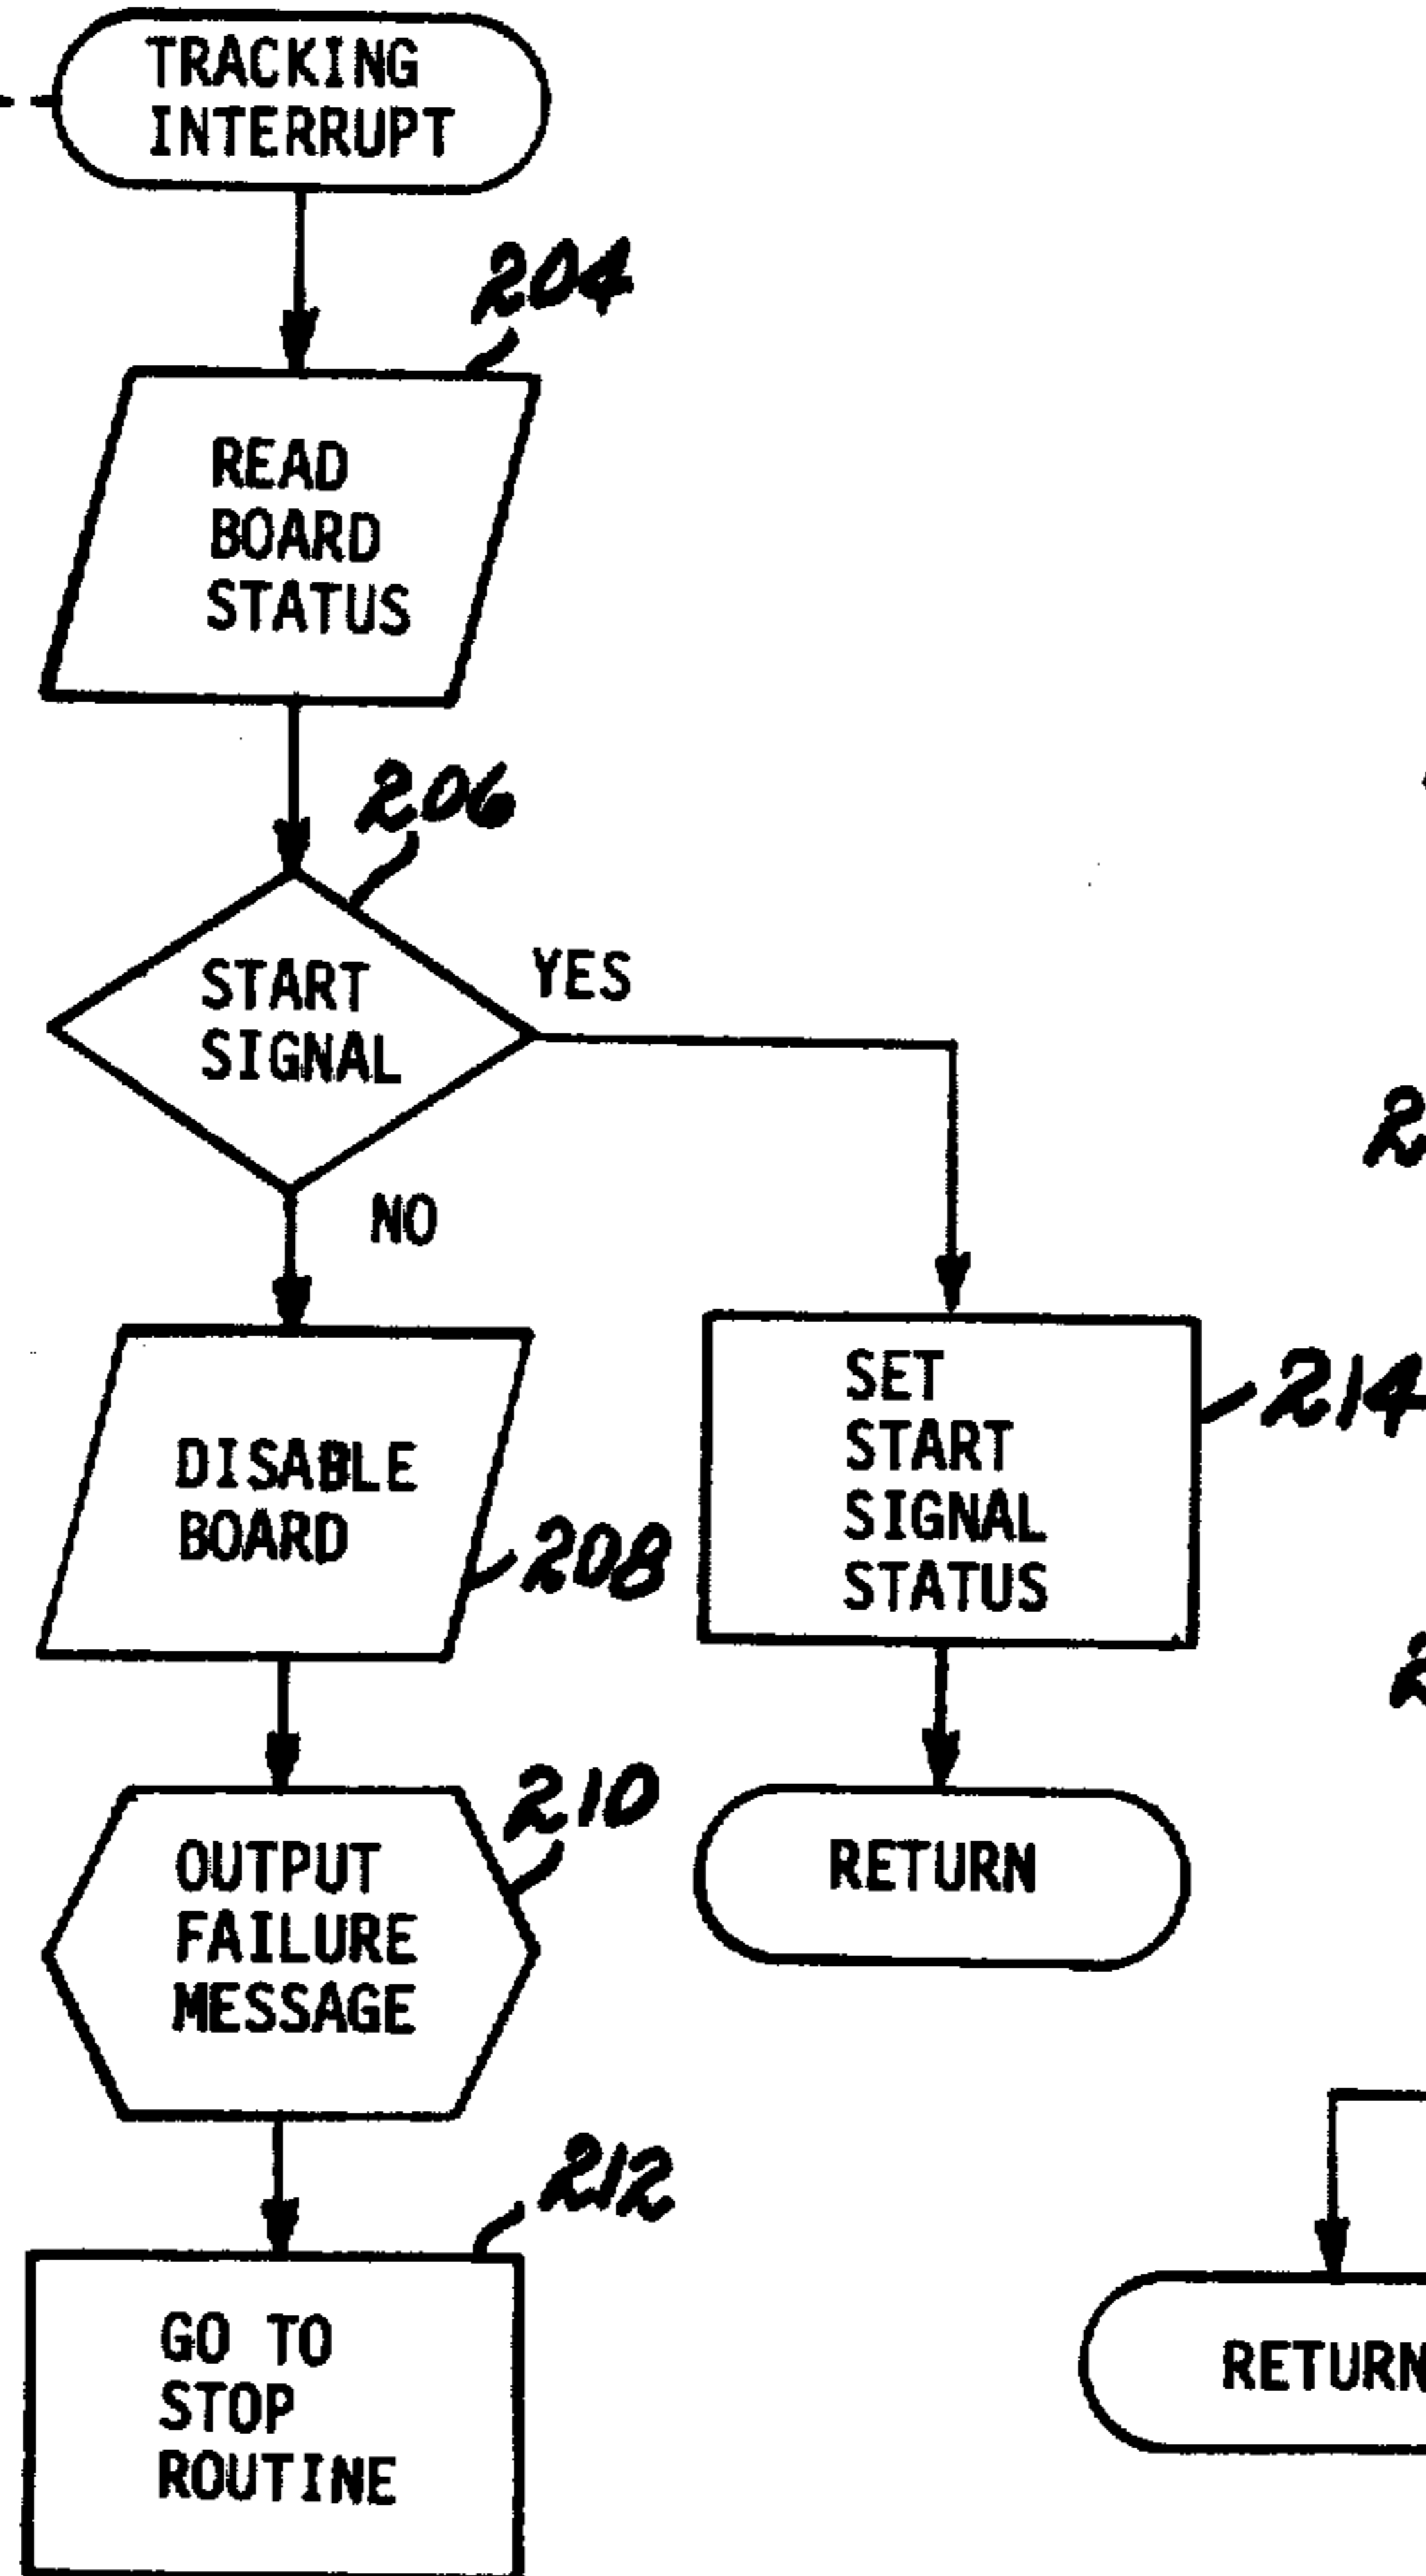 TRACKING
INTERRUPT
204
READ
BOARD
STATUS
206
START
SIGNAL
YES
NO
DISABLE
BOARD
208
SET
START
SIGNAL
STATUS
214
OUTPUT
FAILURE
MESSAGE
210
RETURN
212
GO TO
STOP
ROUTINE
RETURN